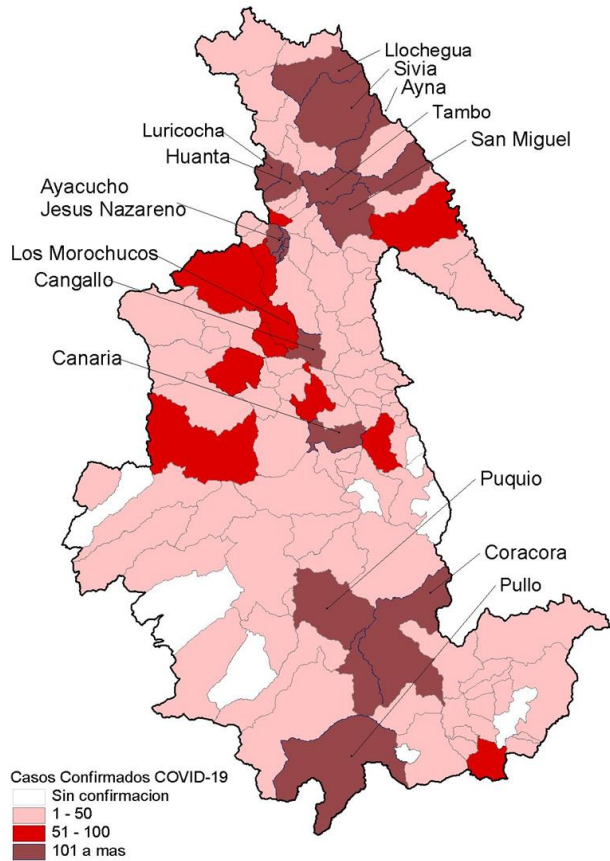 Llochegua
Sivia
Ayna
Tambo
San Miguel
Luricocha
Huanta
Ayacucho
Jesus Nazareno
Los Morochucos
Cangallo
Canaria
Puquio
Coracora
Pullo
Casos Confirmados COVID-19
Sin confirmacion
1 - 50
51 - 100
101 a mas